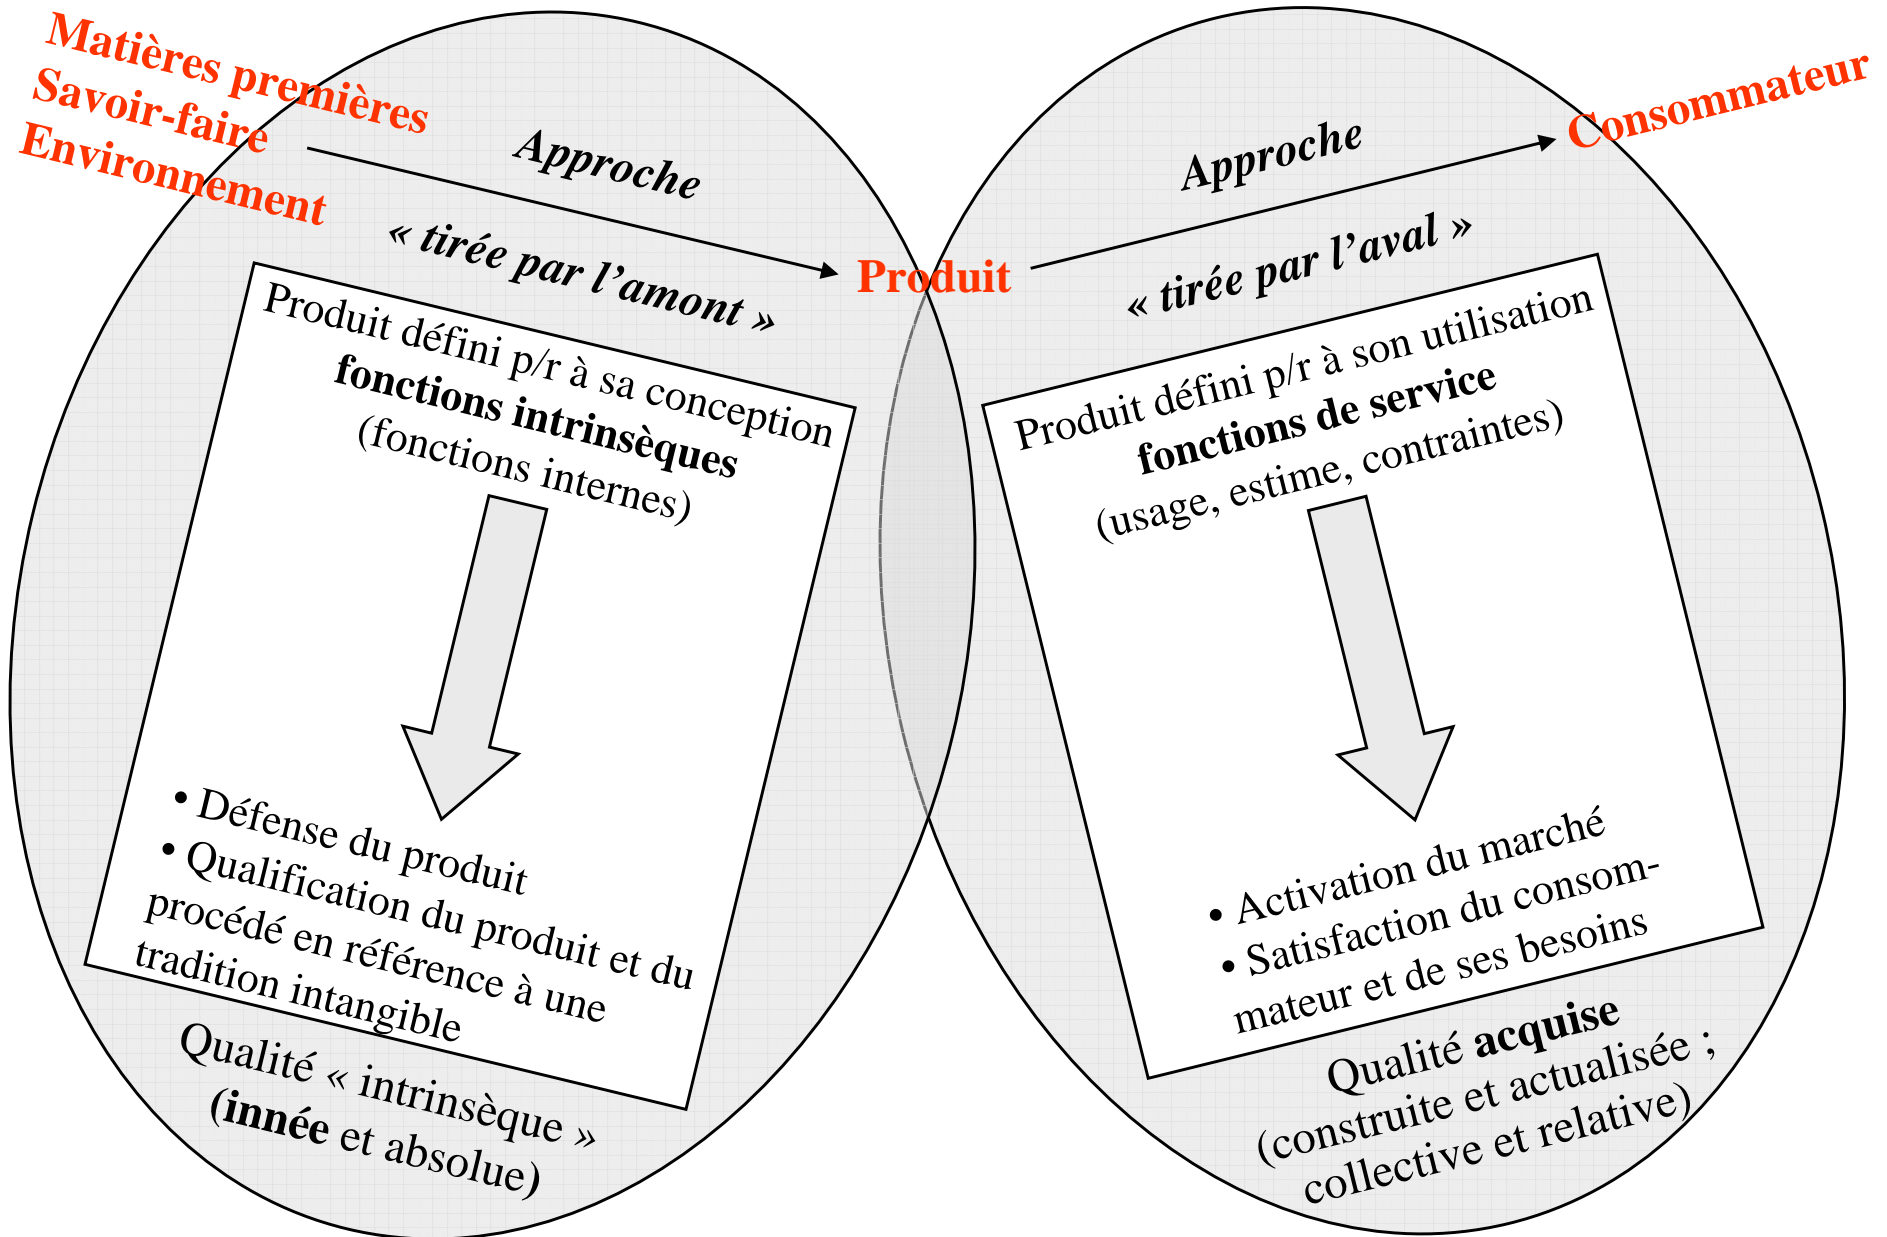 Matières premières
Savoir-faire
Environnement
Approche
« tirée par l’amont »
Produit
Produit défini p/r à sa conception
fonctions intrinsèques
(fonctions internes)
• Défense du produit
• Qualification du produit et du
procédé en référence à une
tradition intangible
Qualité « intrinsèque »
(innée et absolue)
Consommateur
Approche
« tirée par l’aval »
Produit défini p/r à son utilisation
fonctions de service
(usage, estime, contraintes)
• Activation du marché
• Satisfaction du consom-
mateur et de ses besoins
Qualité acquise
(construite et actualisée ;
collective et relative)